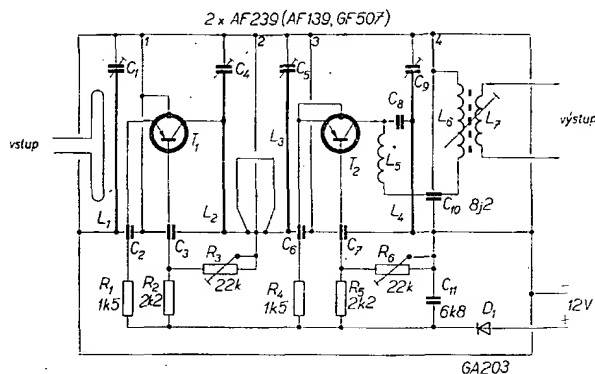 2 x AF239 (AF139, GF507)
1
2
3
4
C1
C4
C5
C9
C8
vstup
T1
L3
T2
L5
L6
L7
výstup
L1
C2
C3
L2
C6
C7
L4
C10
8j2
R3
22k
R6
22k
R1
1k5
R2
2k2
R4
1k5
R5
2k2
C11
6k8
D1
−
12V
+
GA203